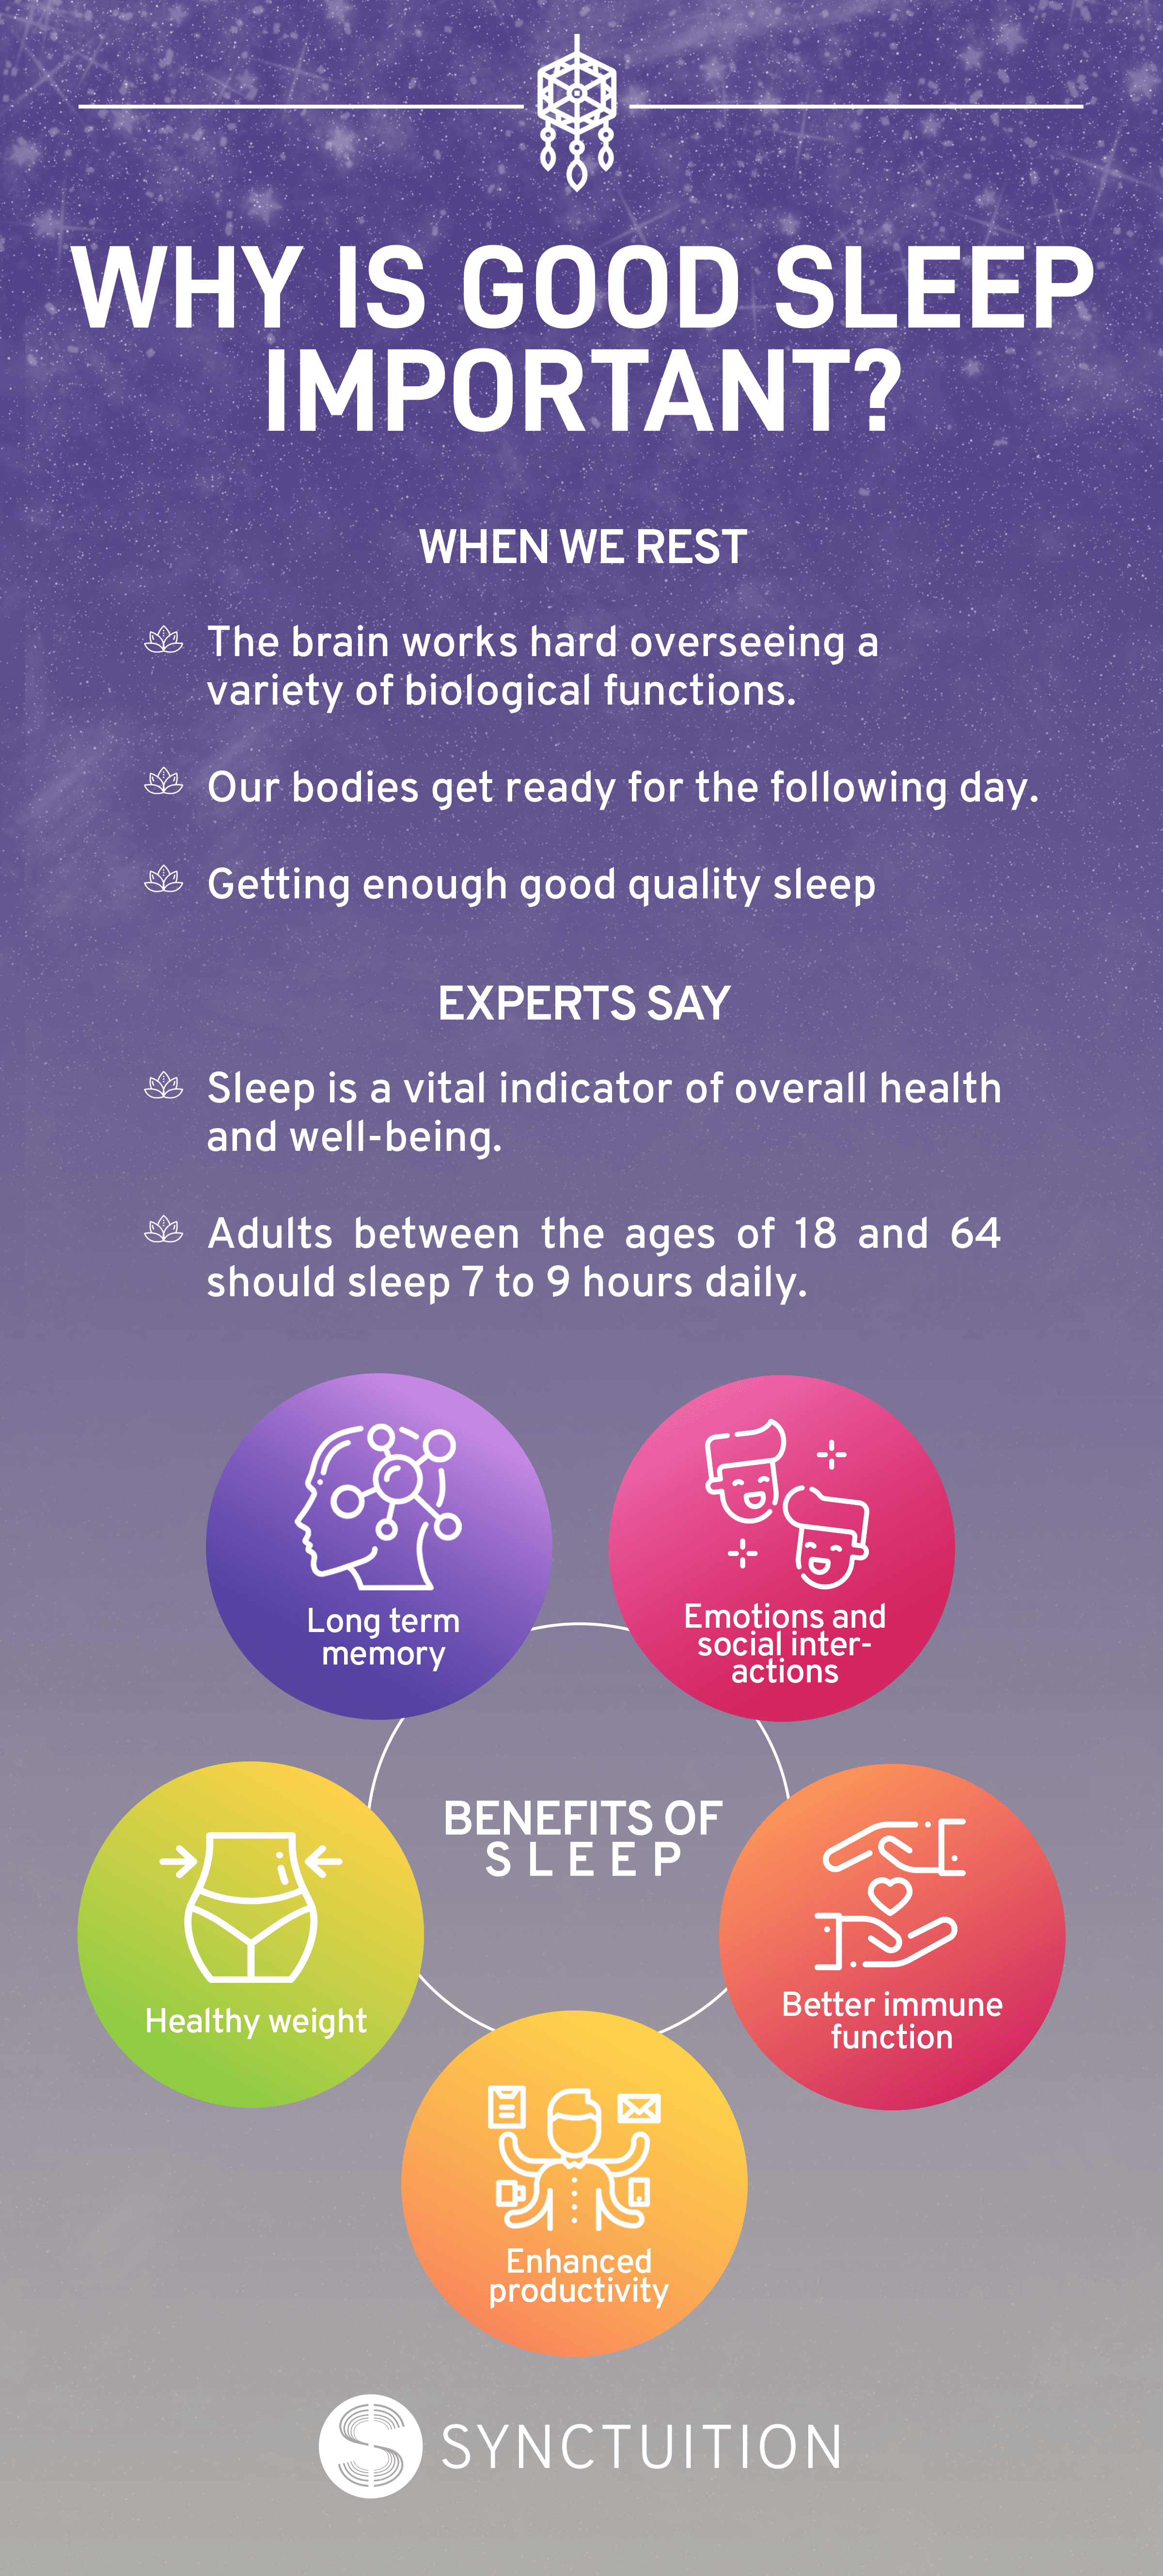 WHY IS GOOD SLEEP
IMPORTANT?
WHEN WE REST
The brain works hard overseeing a
variety of biological functions.
Our bodies get ready for the following day.
Getting enough good quality sleep
EXPERTS SAY
Sleep is a vital indicator of overall health
and well-being.
Adults between the ages of 18 and 64
should sleep 7 to 9 hours daily.
Long term
memory
Emotions and
social inter-
actions
BENEFITS OF
SLEEP
Healthy weight
Better immune
function
Enhanced
productivity
SYNCTUITION